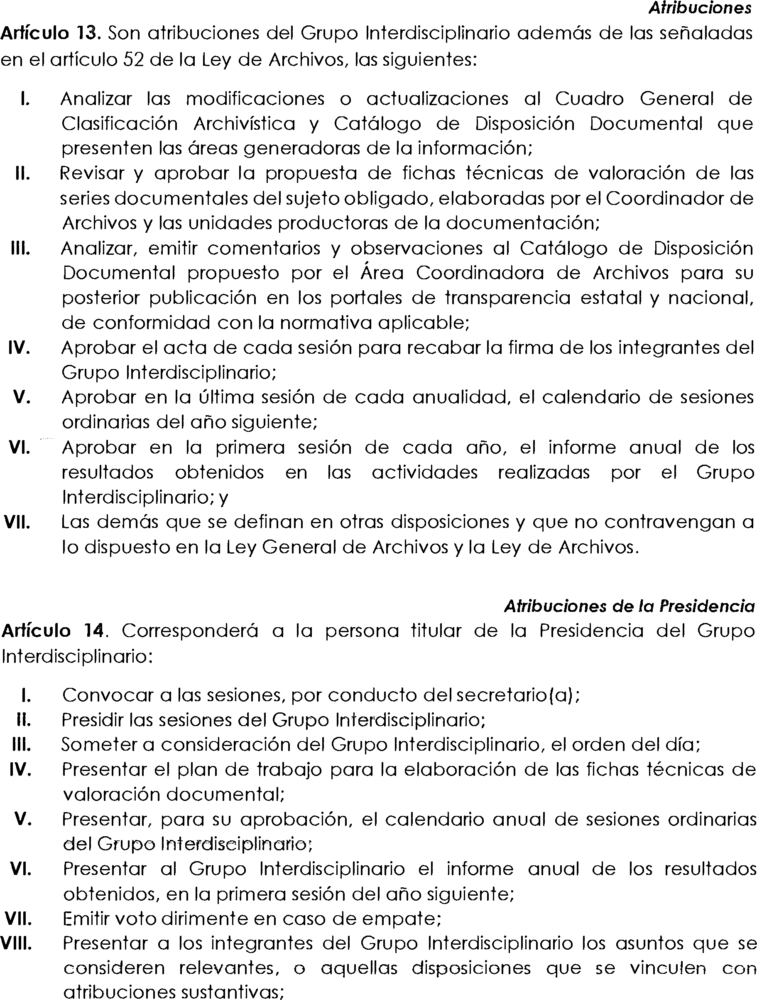 Atribuciones
Artículo 13. Son atribuciones del Grupo Interdisciplinario además de las señaladas
en el artículo 52 de la Ley de Archivos, las siguientes:
I. Analizar las modificaciones o actualizaciones al Cuadro General de
Clasificación Archivística y Catálogo de Disposición Documental que
presenten las áreas generadoras de la información;
II. Revisar y aprobar la propuesta de fichas técnicas de valoración de las
series documentales del sujeto obligado, elaboradas por el Coordinador de
Archivos y las unidades productoras de la documentación;
III. Analizar, emitir comentarios y observaciones al Catálogo de Disposición
Documental propuesto por el Área Coordinadora de Archivos para su
posterior publicación en los portales de transparencia estatal y nacional,
de conformidad con la normativa aplicable;
IV. Aprobar el acta de cada sesión para recabar la firma de los integrantes del
Grupo Interdisciplinario;
V. Aprobar en la última sesión de cada anualidad, el calendario de sesiones
ordinarias del año siguiente;
VI. Aprobar en la primera sesión de cada año, el informe anual de los
resultados obtenidos en las actividades realizadas por el Grupo
Interdisciplinario; y
VII. Las demás que se definan en otras disposiciones y que no contravengan a
lo dispuesto en la Ley General de Archivos y la Ley de Archivos.
Atribuciones de la Presidencia
Artículo 14. Corresponderá a la persona titular de la Presidencia del Grupo
Interdisciplinario:
I. Convocar a las sesiones, por conducto del secretario(a);
II. Presidir las sesiones del Grupo Interdisciplinario;
III. Someter a consideración del Grupo Interdisciplinario, el orden del día;
IV. Presentar el plan de trabajo para la elaboración de las fichas técnicas de
valoración documental;
V. Presentar, para su aprobación, el calendario anual de sesiones ordinarias
del Grupo Interdisciplinario;
VI. Presentar al Grupo Interdisciplinario el informe anual de los resultados
obtenidos, en la primera sesión del año siguiente;
VII. Emitir voto dirimente en caso de empate;
VIII. Presentar a los integrantes del Grupo Interdisciplinario los asuntos que se
consideren relevantes, o aquellas disposiciones que se vinculen con
atribuciones sustantivas;